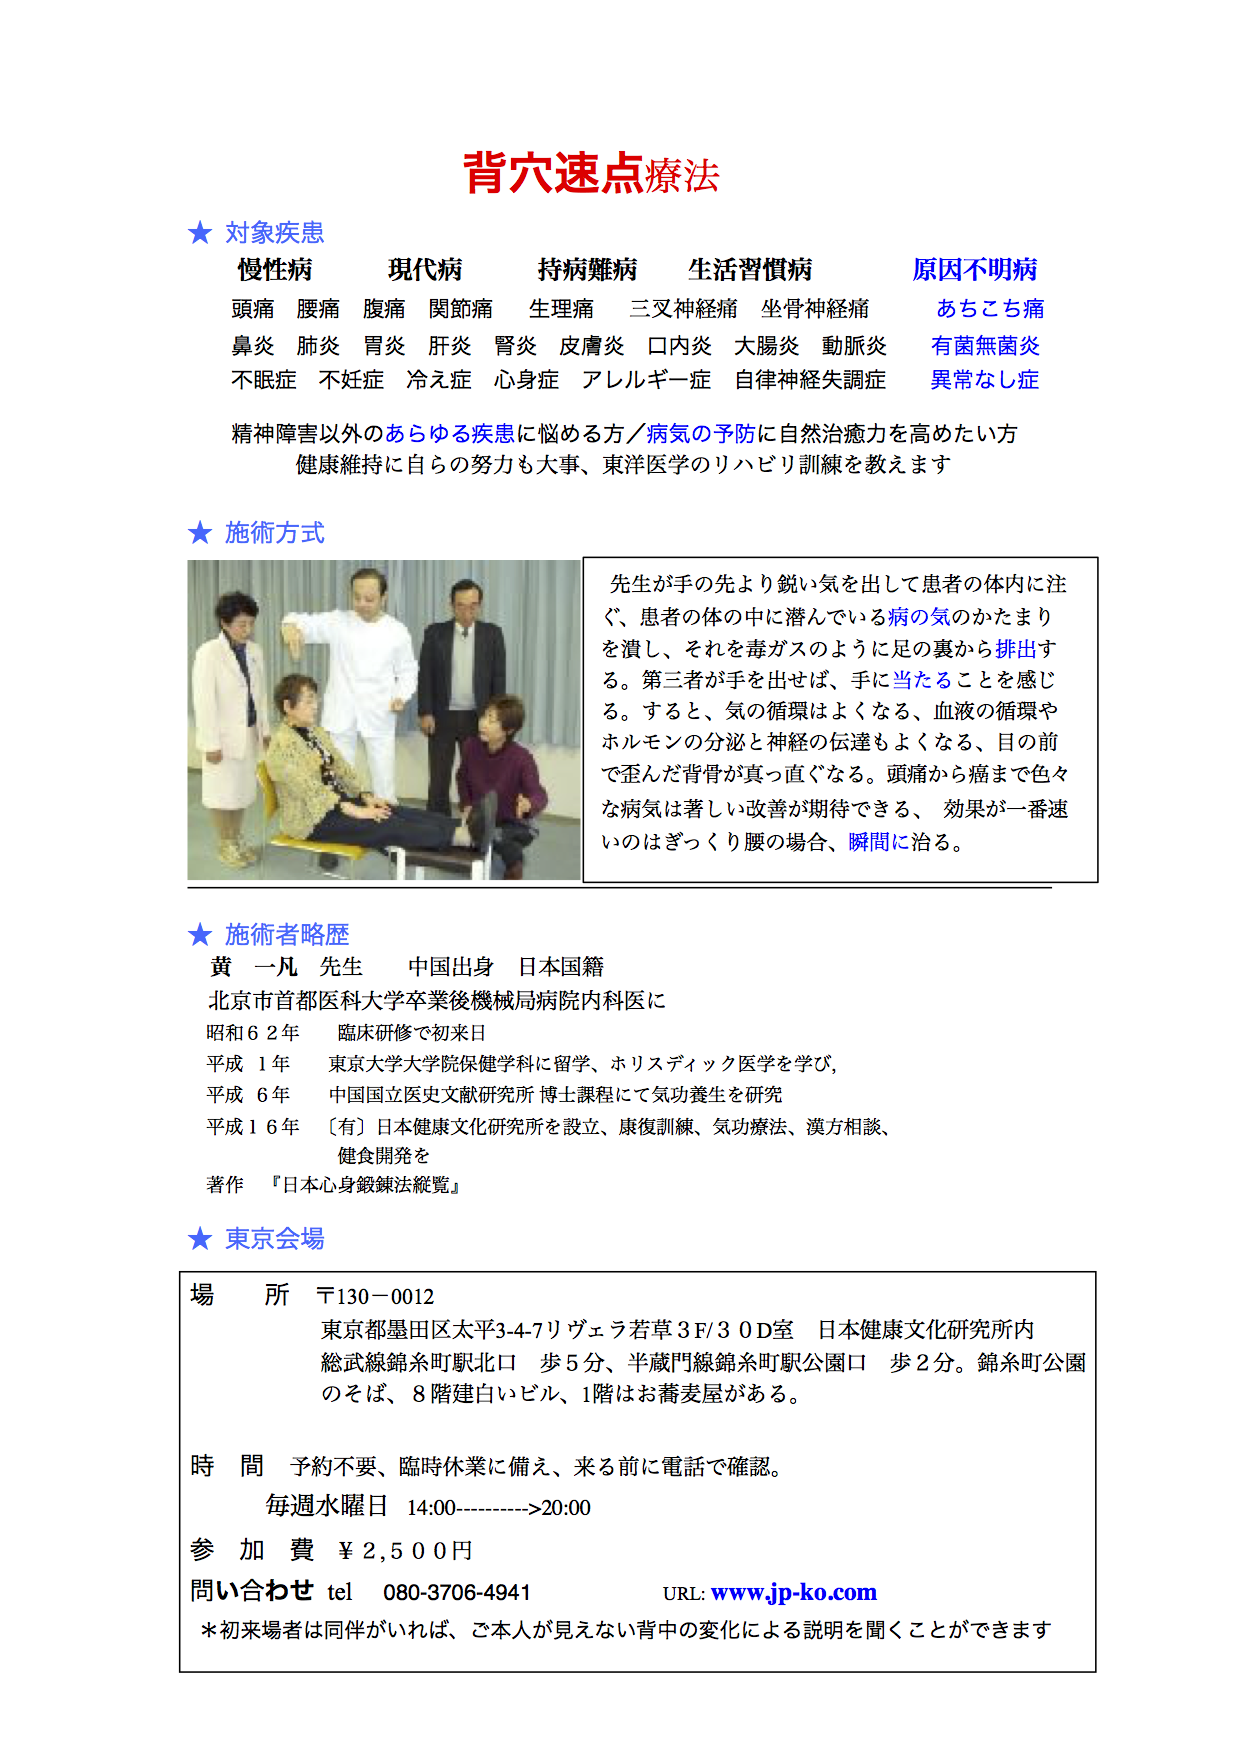 背穴速点療法
★ 対象疾患
慢性病　現代病　持病難病　生活習慣病　原因不明病
頭痛　腰痛　腹痛　関節痛　生理痛　三叉神経痛　坐骨神経痛　あちこち痛
鼻炎　肺炎　胃炎　肝炎　腎炎　皮膚炎　口内炎　大腸炎　動脈炎　有菌無菌炎
不眠症　不妊症　冷え症　心身症　アレルギー症　自律神経失調症　異常なし症
精神障害以外のあらゆる疾患に悩める方／病気の予防に自然治癒力を高めたい方
健康維持に自らの努力も大事、東洋医学のリハビリ訓練を教えます
★ 施術方式
先生が手の先より鋭い気を出して患者の体内に注
ぐ、患者の体の中に潜んでいる病の気のかたまり
を潰し、それを毒ガスのように足の裏から排出す
る。第三者が手を出せば、手に当たることを感じ
る。すると、気の循環はよくなる、血液の循環や
ホルモンの分泌と神経の伝達もよくなる、目の前
で歪んだ背骨が真っ直ぐなる。頭痛から癌まで色々
な病気は著しい改善が期待できる、　効果が一番速
いのはぎっくり腰の場合、瞬間に治る。
★ 施術者略歴
黄　一凡　先生　　中国出身　日本国籍
北京市首都医科大学卒業後機械局病院内科医に
昭和６２年　　臨床研修で初来日
平成　1年　　東京大学大学院保健学科に留学、ホリスディック医学を学び,
平成　6年　　中国国立医史文献研究所 博士課程にて気功養生を研究
平成１６年　〔有〕日本健康文化研究所を設立、康復訓練、気功療法、漢方相談、
健食開発を
著作　『日本心身鍛錬法縦覧』
★ 東京会場
場　　所　〒130－0012
東京都墨田区太平3-4-7リヴェラ若草３F/３０D室　日本健康文化研究所内
総武線錦糸町駅北口　歩５分、半蔵門線錦糸町駅公園口　歩２分。錦糸町公園
のそば、８階建白いビル、1階はお蕎麦屋がある。
時　間　予約不要、臨時休業に備え、来る前に電話で確認。
毎週水曜日　14:00---------->20:00
参　加　費　¥２,５００円
問い合わせ tel　080-3706-4941　URL: www.jp-ko.com
＊初来場者は同伴がいれば、ご本人が見えない背中の変化による説明を聞くことができます